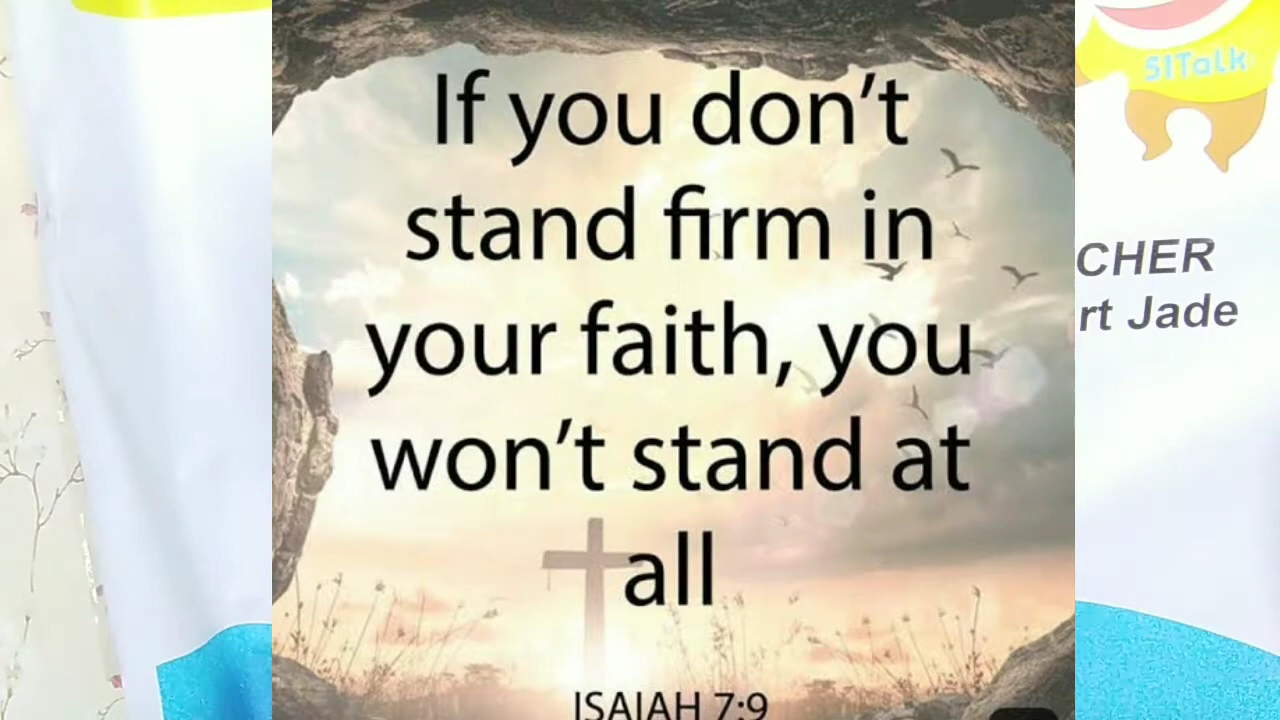 If you don't
stand firm in
your faith, you
won't stand at
all
ISAIAH 7:9
51Talk
CHER
rt Jade